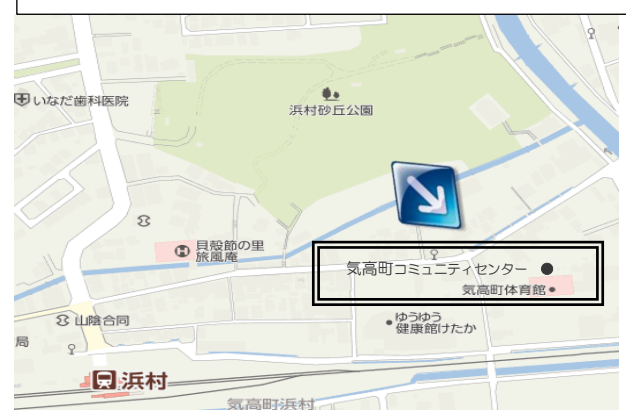 いなだ歯科医院
浜村砂丘公園
貝殻節の里
旅風庵
気高町コミュニティセンター
気高町体育館
ゆうゆう
健康館けたか
山陰合同
局
浜村
気高町浜村